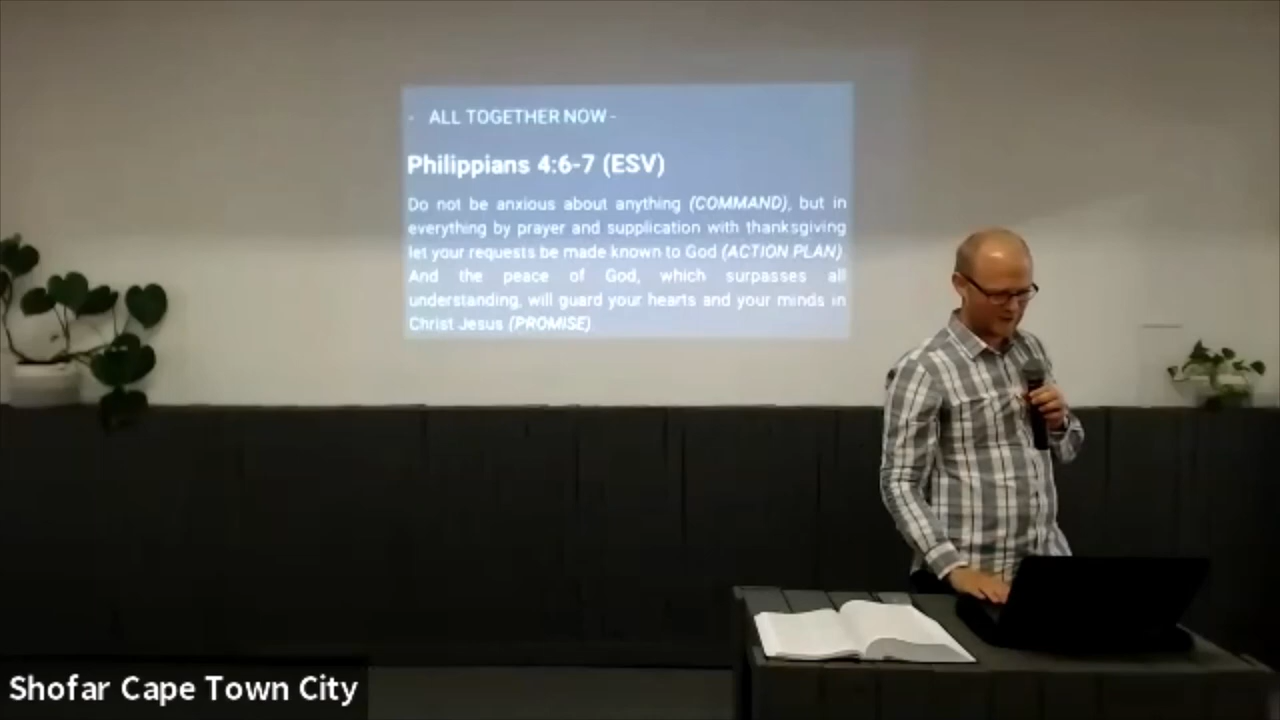 - ALL TOGETHER NOW -
Philippians 4:6-7 (ESV)
Do not be anxious about anything (COMMAND), but in
everything by prayer and supplication with thanksgiving
let your requests be made known to God (ACTION PLAN)
And the peace of God, which surpasses all
understanding, will guard your hearts and your minds in
Christ Jesus (PROMISE)
Shofar Cape Town City